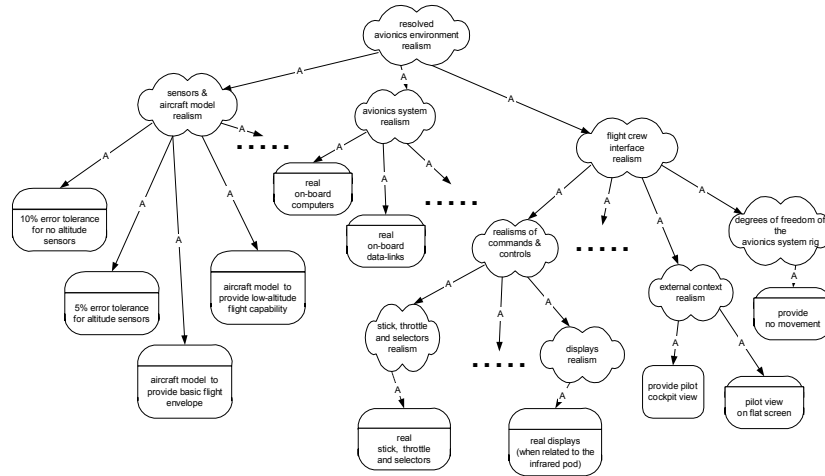 resolved
avionics environment
realism
A
A
A
sensors &
aircraft model
realism
avionics system
realism
flight crew
interface realism
A
A
A
A
A
A
A
A
A
A
A
A
A
real
on-board
computers
real
on-board
data-links
10% error tolerance
for no altitude
sensors
5% error tolerance
for altitude sensors
aircraft model to
provide low-altitude
flight capability
aircraft model to
provide basic flight
envelope
realisms of
commands &
controls
degrees of freedom of
the
avionics system rig
external context
realism
A
A
A
A
A
A
provide
no movement
stick, throttle
and selectors
realism
displays
realism
provide pilot
cockpit view
pilot view
on flat screen
A
A
real
stick, throttle
and selectors
real displays
(when related to the
infrared pod)